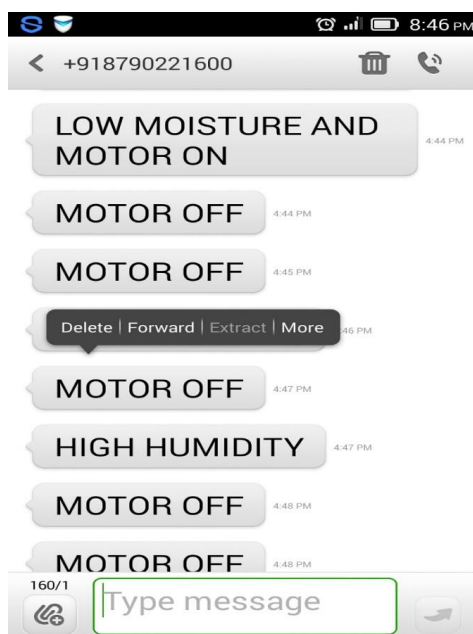 8:46 PM
+918790221600
LOW MOISTURE AND
MOTOR ON
4:44 PM
MOTOR OFF
4:44 PM
MOTOR OFF
4:45 PM
Delete | Forward | Extract | More
:46 PM
MOTOR OFF
4:47 PM
HIGH HUMIDITY
4:47 PM
MOTOR OFF
4:48 PM
MOTOR OFF
4:48 PM
160/1
Type message